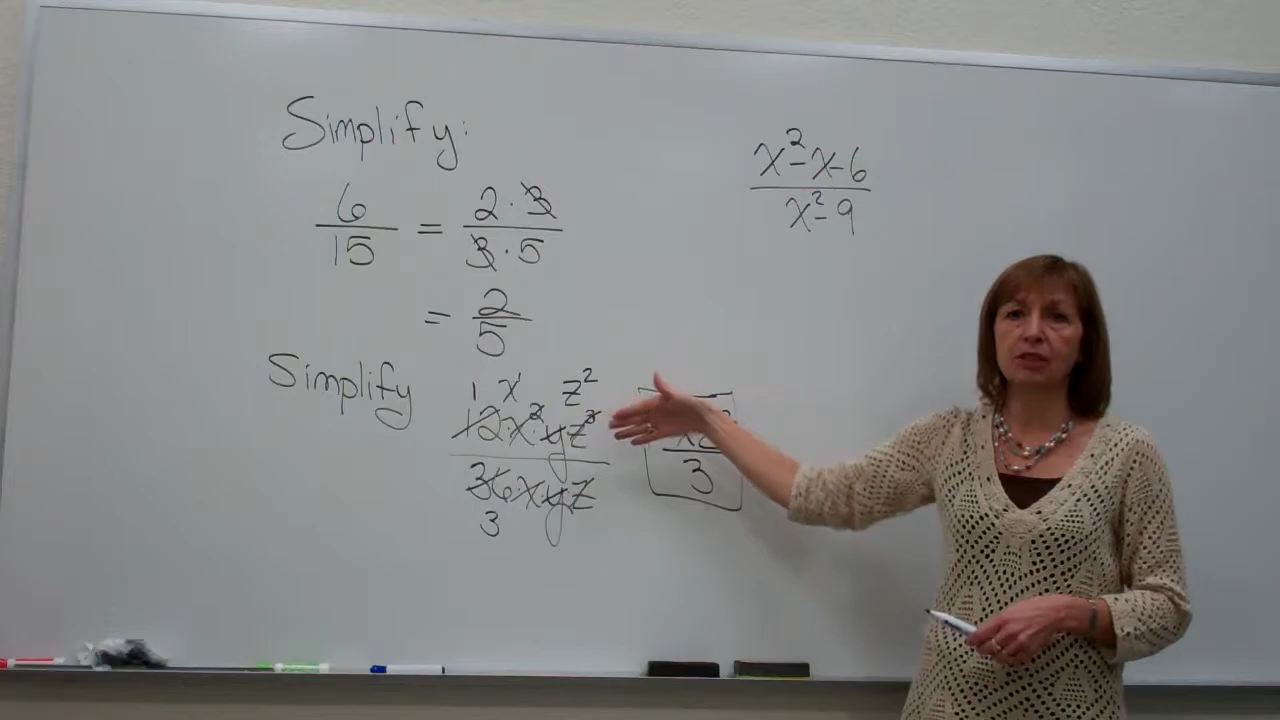 Simplify:
6/15 = 2·3/3·5
= 2/5
Simplify
1 x z²
12x²yz³/36xyz
3
xz²/3
x²-x-6/x²-9